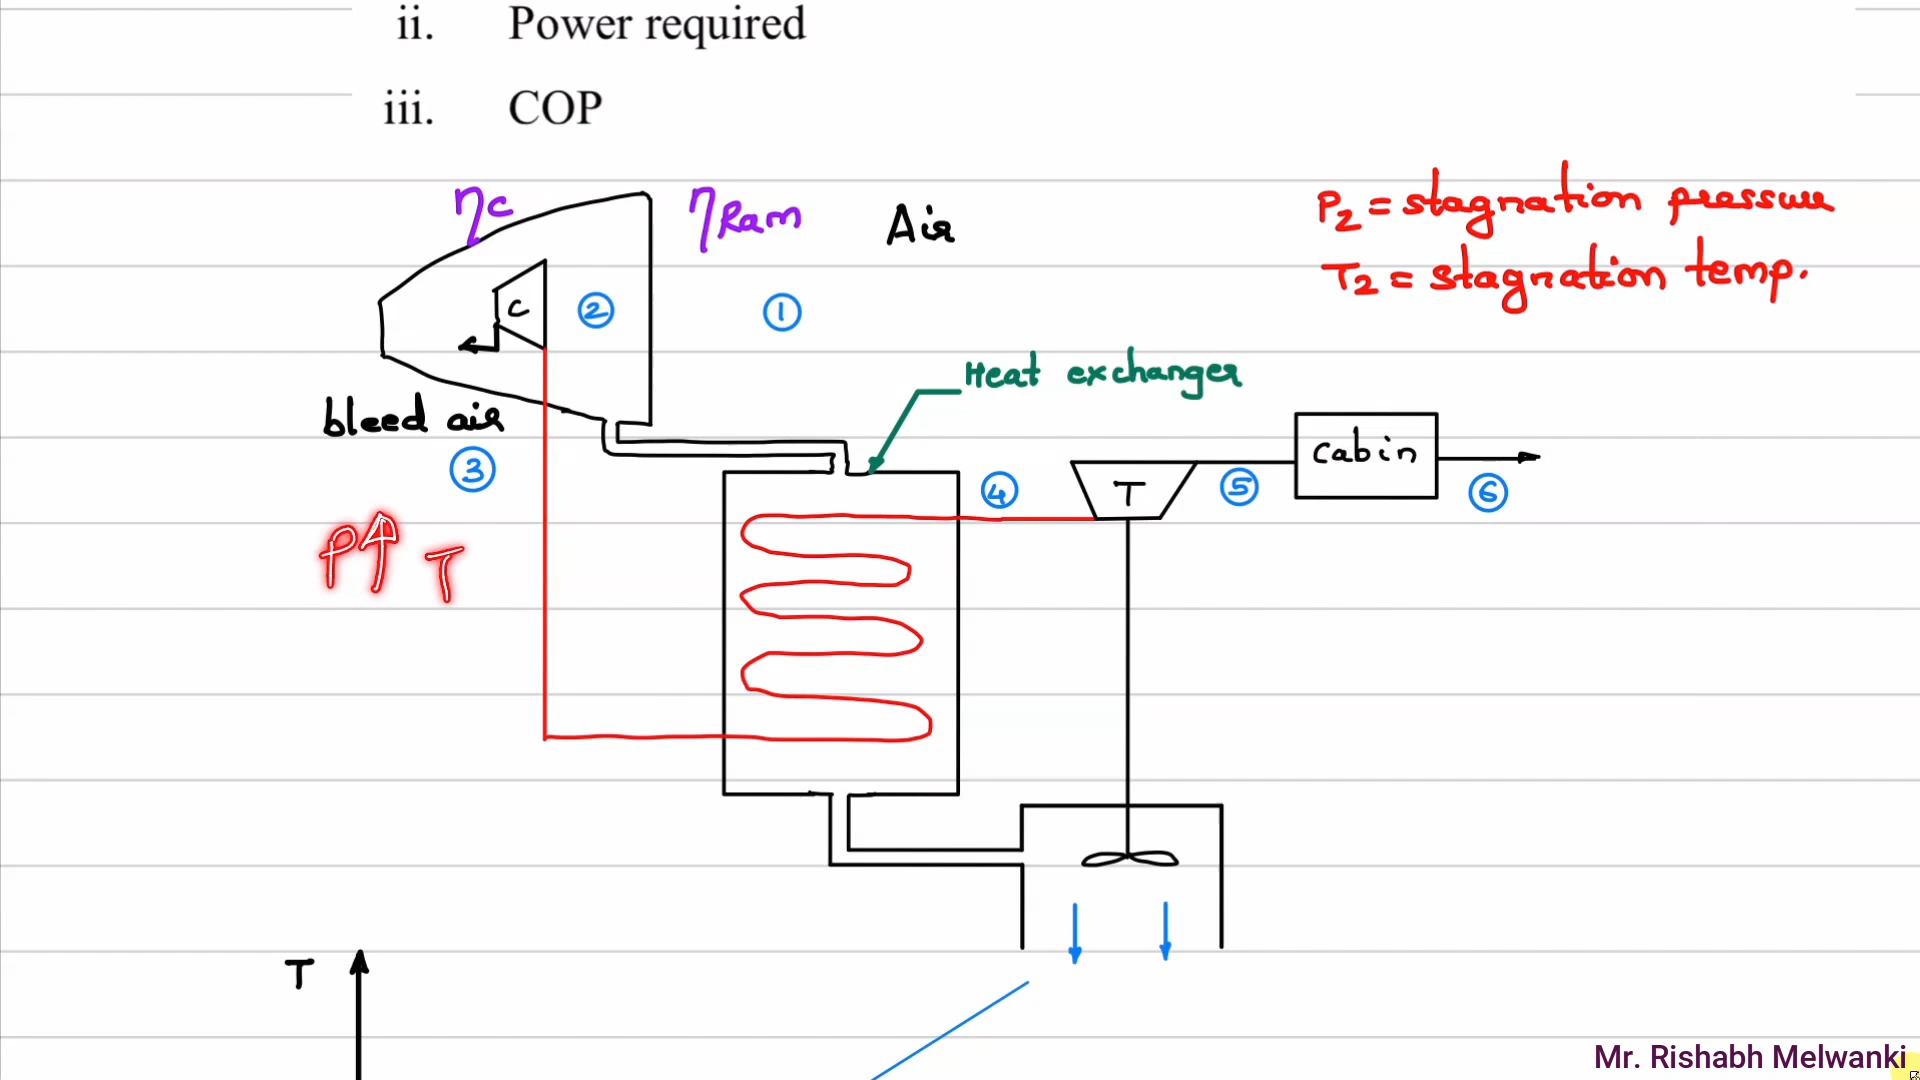 ii. Power required
iii. COP
ηc ηRam Air
P2 = stagnation pressure
T2 = stagnation temp.
C 2 1
Heat exchanger
bleed air
3
4 T 5 cabin 6
P↑ T
T
Mr. Rishabh Melwanki